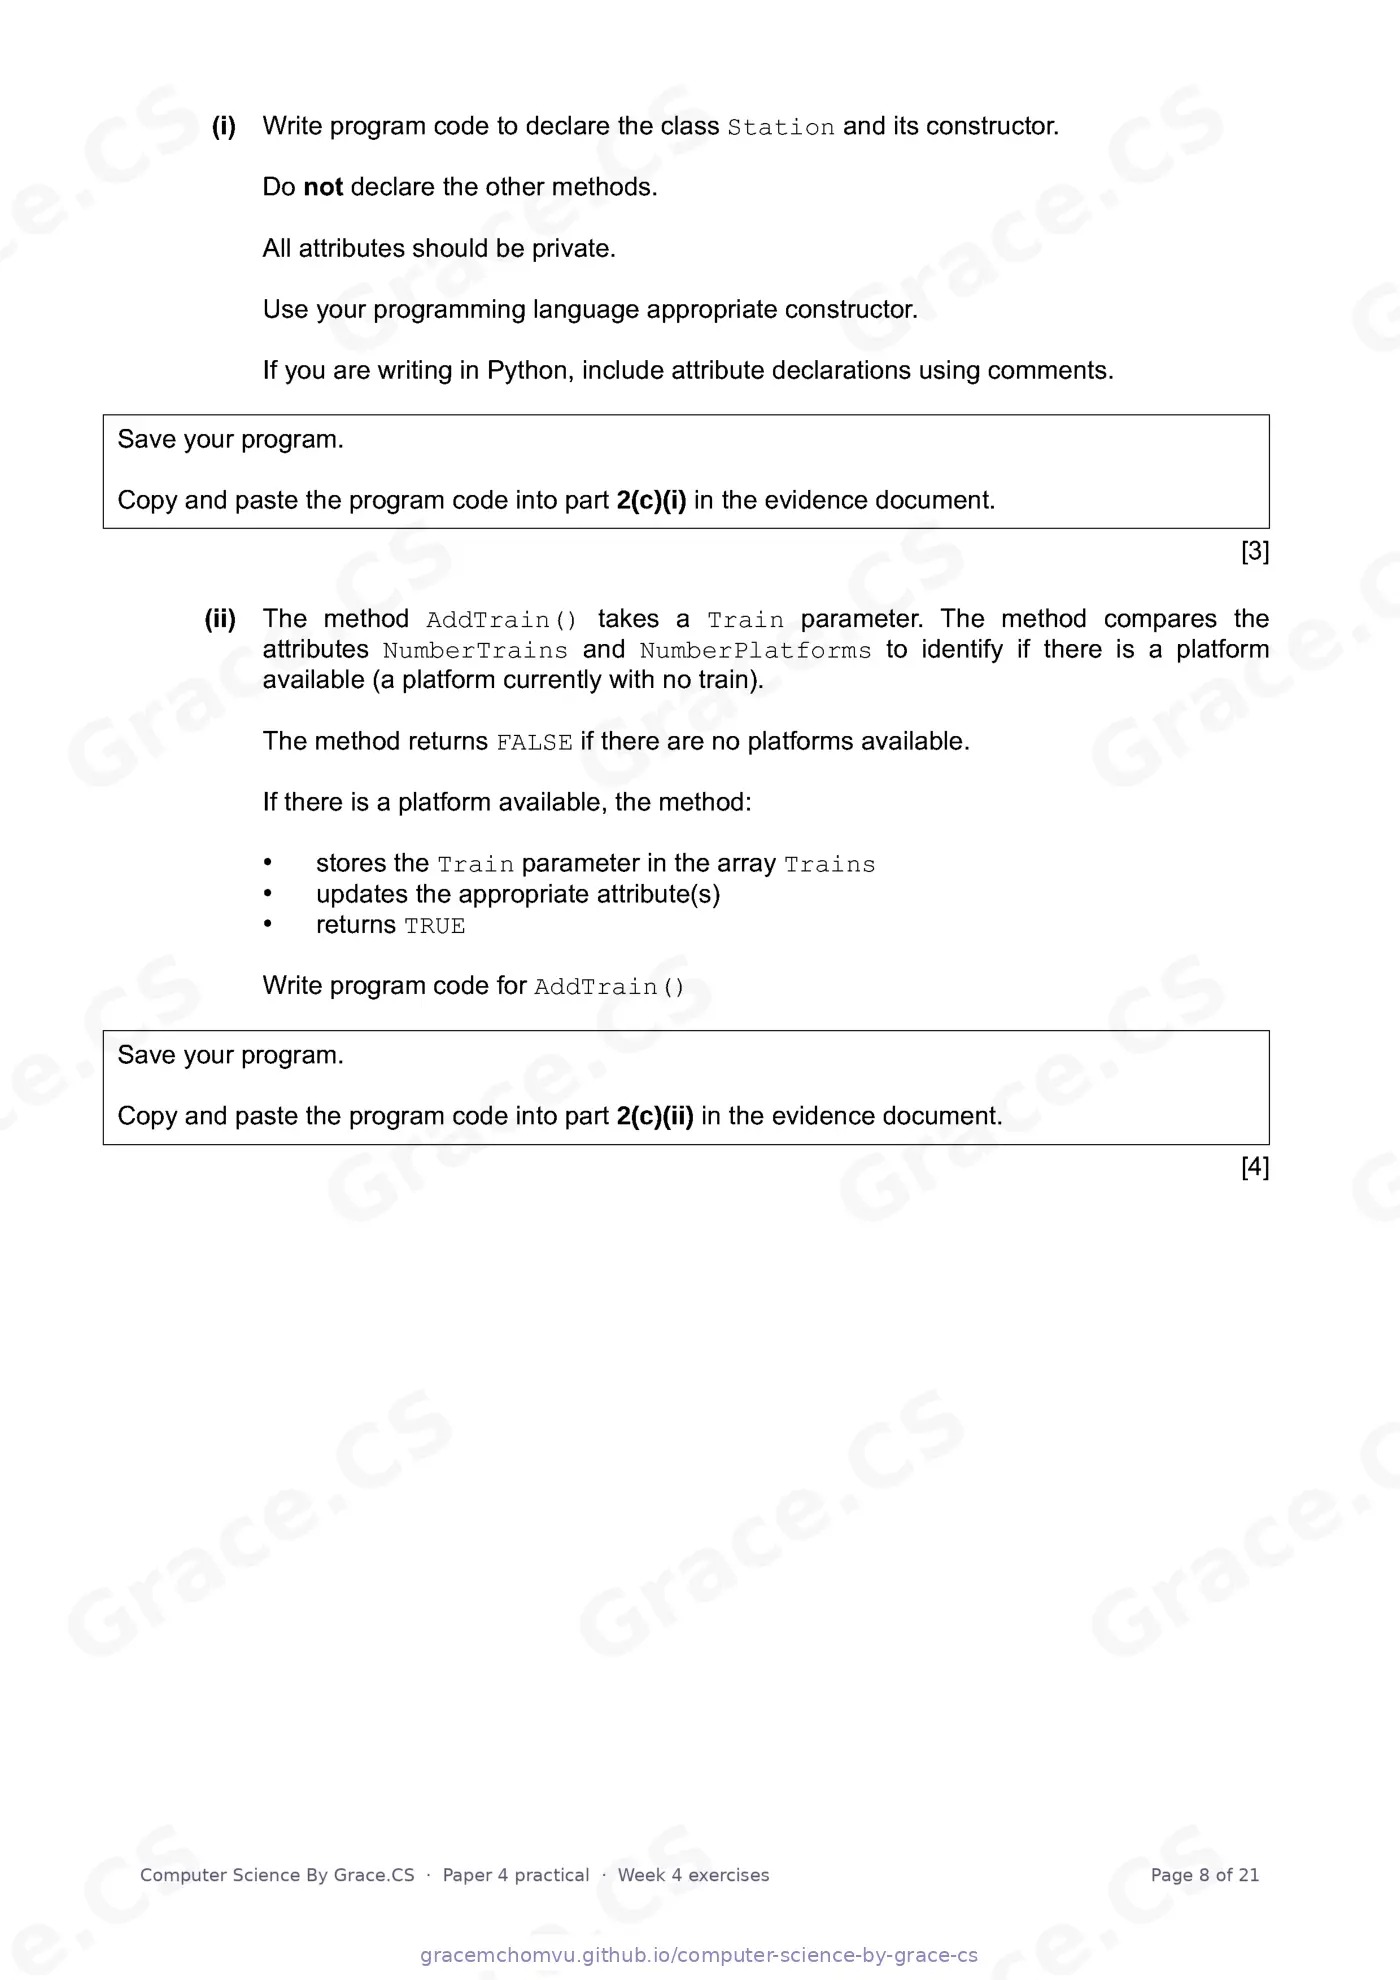 (i) Write program code to declare the class Station and its constructor.
Do not declare the other methods.
All attributes should be private.
Use your programming language appropriate constructor.
If you are writing in Python, include attribute declarations using comments.
Save your program.
Copy and paste the program code into part 2(c)(i) in the evidence document.
[3]
(ii) The method AddTrain() takes a Train parameter. The method compares the
attributes NumberTrains and NumberPlatforms to identify if there is a platform
available (a platform currently with no train).
The method returns FALSE if there are no platforms available.
If there is a platform available, the method:
• stores the Train parameter in the array Trains
• updates the appropriate attribute(s)
• returns TRUE
Write program code for AddTrain()
Save your program.
Copy and paste the program code into part 2(c)(ii) in the evidence document.
[4]
Computer Science By Grace.CS · Paper 4 practical · Week 4 exercises Page 8 of 21
gracemchomvu.github.io/computer-science-by-grace-cs
Grace.CS